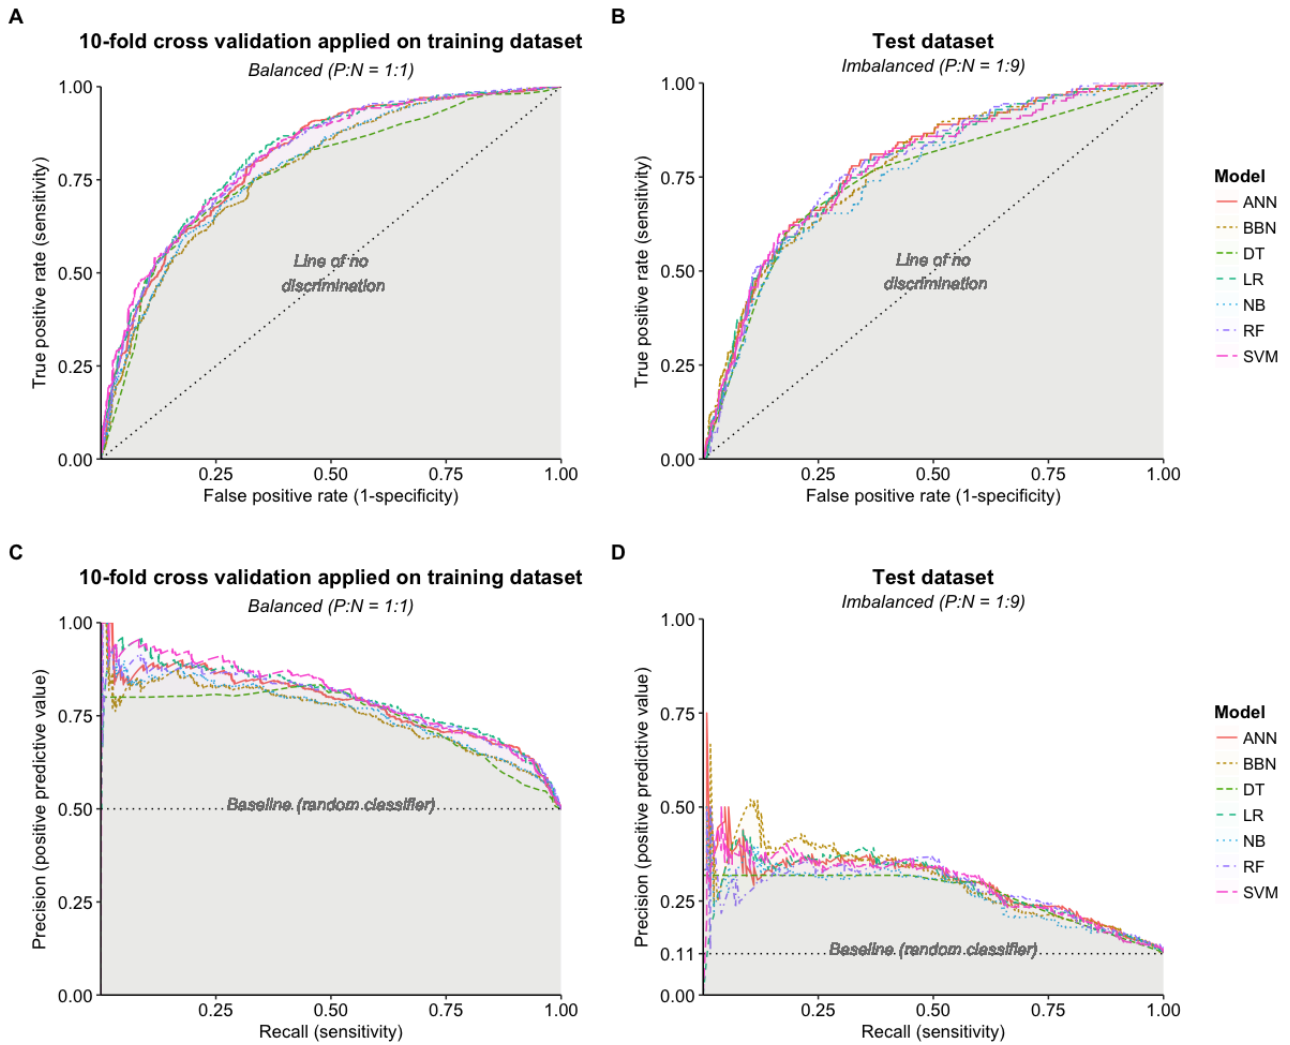 A
10-fold cross validation applied on training dataset
Balanced (P:N = 1:1)
1.00
0.75
0.50
0.25
0.00
True positive rate (sensitivity)
Line of no
discrimination
0.25
0.50
0.75
1.00
False positive rate (1-specificity)
B
Test dataset
Imbalanced (P:N = 1:9)
1.00
0.75
0.50
0.25
0.00
True positive rate (sensitivity)
Line of no
discrimination
0.25
0.50
0.75
1.00
False positive rate (1-specificity)
Model
ANN
BBN
DT
LR
NB
RF
SVM
C
10-fold cross validation applied on training dataset
Balanced (P:N = 1:1)
1.00
0.75
0.50
0.25
0.00
Precision (positive predictive value)
Baseline (random classifier)
0.25
0.50
0.75
1.00
Recall (sensitivity)
D
Test dataset
Imbalanced (P:N = 1:9)
1.00
0.75
0.50
0.25
0.11
0.00
Precision (positive predictive value)
Baseline (random classifier)
0.25
0.50
0.75
1.00
Recall (sensitivity)
Model
ANN
BBN
DT
LR
NB
RF
SVM